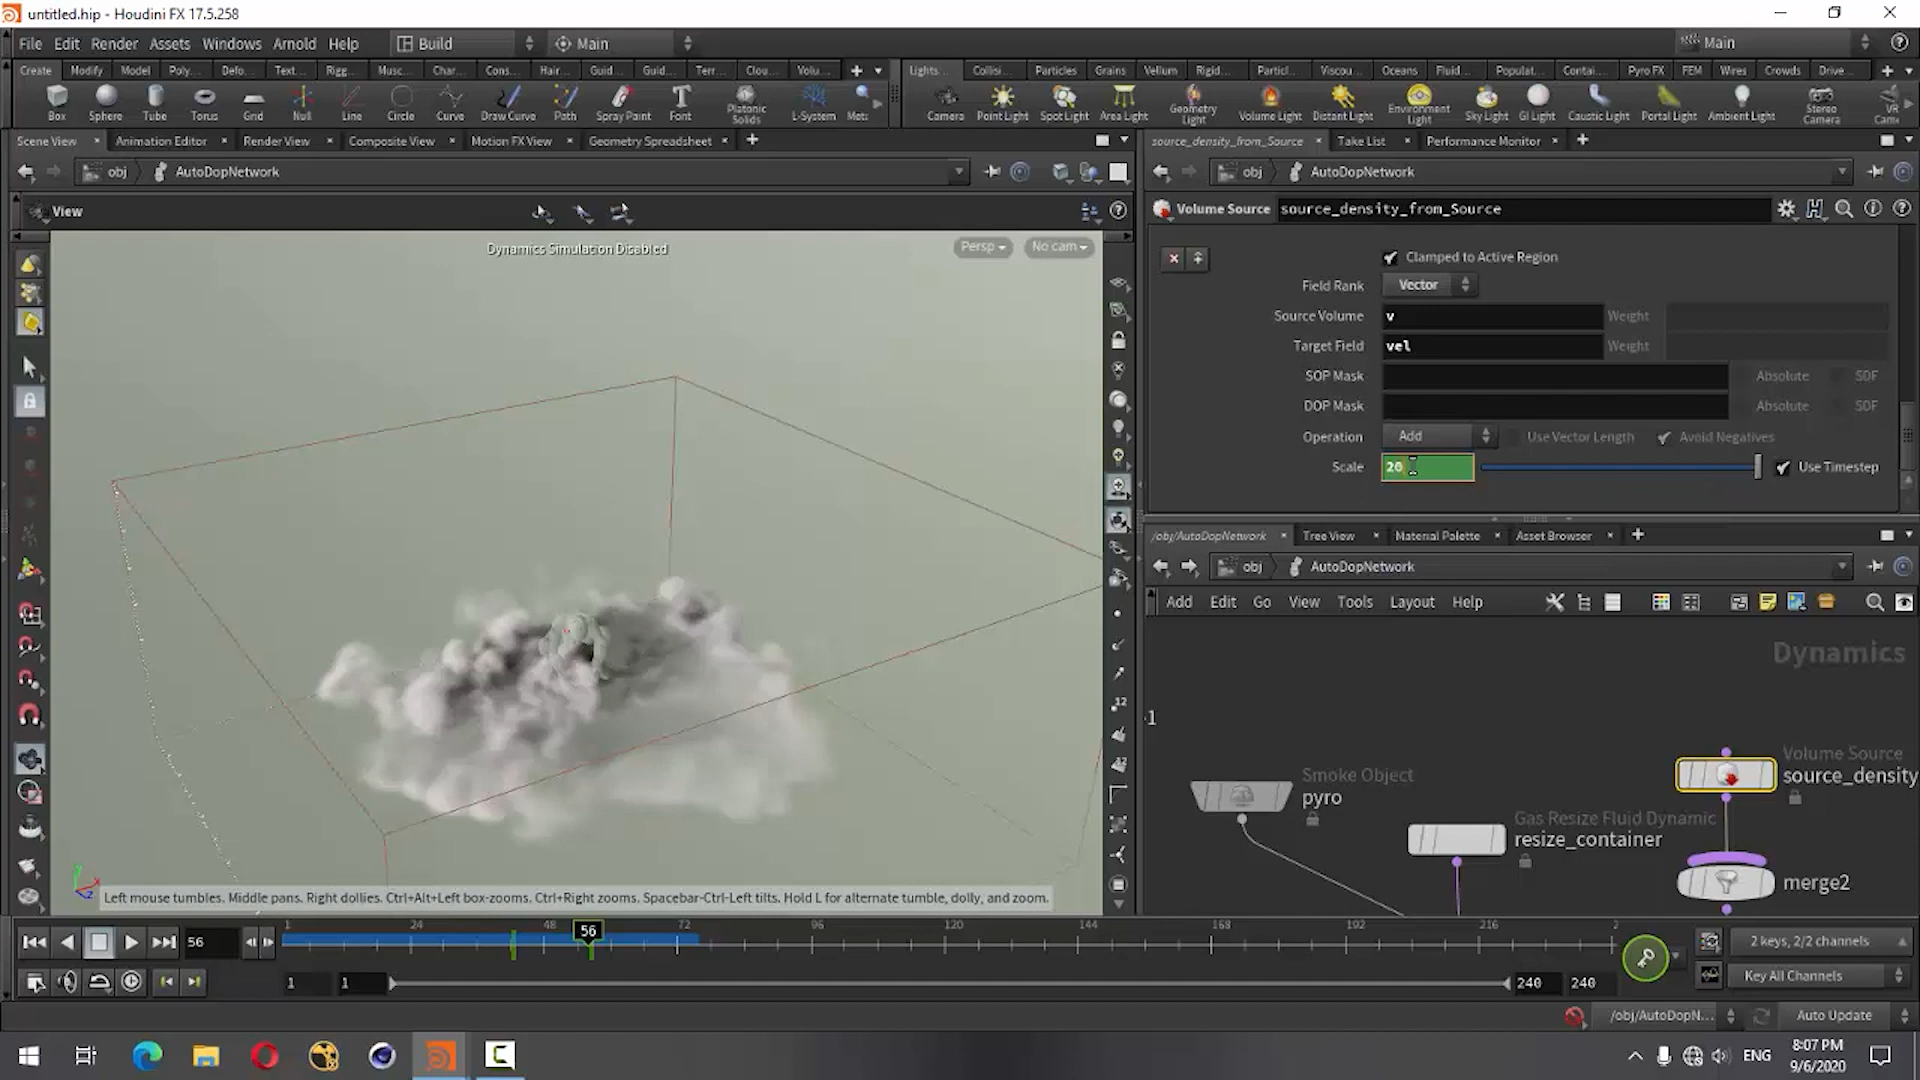 untitled.hip - Houdini FX 17.5.258
File Edit Render Assets Windows Arnold Help Build Main Main
Create Modify Model Poly... Defo... Text... Rigg... Musc... Char... Cons... Hair... Guid... Guid... Terr... Clou... Volu...
Lights... Collisi... Particles Grains Vellum Rigid... Particl... Viscou... Oceans Fluid... Populat... Contai... Pyro FX FEM Wires Crowds Drive...
Box Sphere Tube Torus Grid Null Line Circle Curve Draw Curve Path Spray Paint Font Platonic Solids L-System Meta
Camera Point Light Spot Light Area Light Geometry Light Volume Light Distant Light Environment Light Sky Light GI Light Caustic Light Portal Light Ambient Light Stereo Camera VR Cam
Scene View Animation Editor Render View Composite View Motion FX View Geometry Spreadsheet
source_density_from_Source Take List Performance Monitor
obj AutoDopNetwork
obj AutoDopNetwork
View
Volume Source source_density_from_Source
Dynamics Simulation Disabled
Persp No cam
Clamped to Active Region
Field Rank Vector
Source Volume v Weight
Target Field vel Weight
SOP Mask Absolute SDF
DOP Mask Absolute SDF
Operation Add Use Vector Length Avoid Negatives
Scale 20 Use Timestep
/obj/AutoDopNetwork Tree View Material Palette Asset Browser
obj AutoDopNetwork
Add Edit Go View Tools Layout Help
Dynamics
12
Volume Source
source_density
Smoke Object
pyro
Gas Resize Fluid Dynamic
resize_container
merge2
Left mouse tumbles. Middle pans. Right dollies. Ctrl+Alt+Left box-zooms. Ctrl+Right zooms. Spacebar-Ctrl-Left tilts. Hold L for alternate tumble, dolly, and zoom.
56 1 24 48 56 72 96 120 144 168 192 216 2
2 keys, 2/2 channels
1 1 240 240 Key All Channels
/obj/AutoDopN... Auto Update
ENG 8:07 PM
9/6/2020